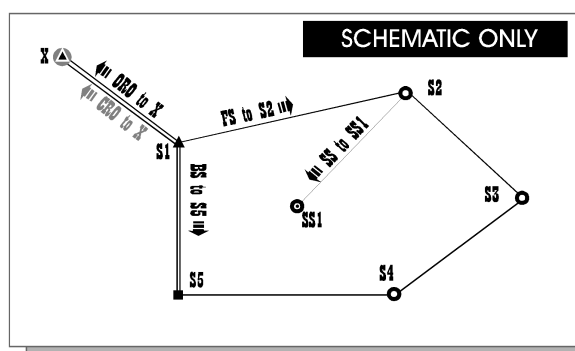 SCHEMATIC ONLY
X
ORO to X
CRO to X
S1
FS to S2
S2
SS to SS1
BS to S5
SS1
S3
S5
S4